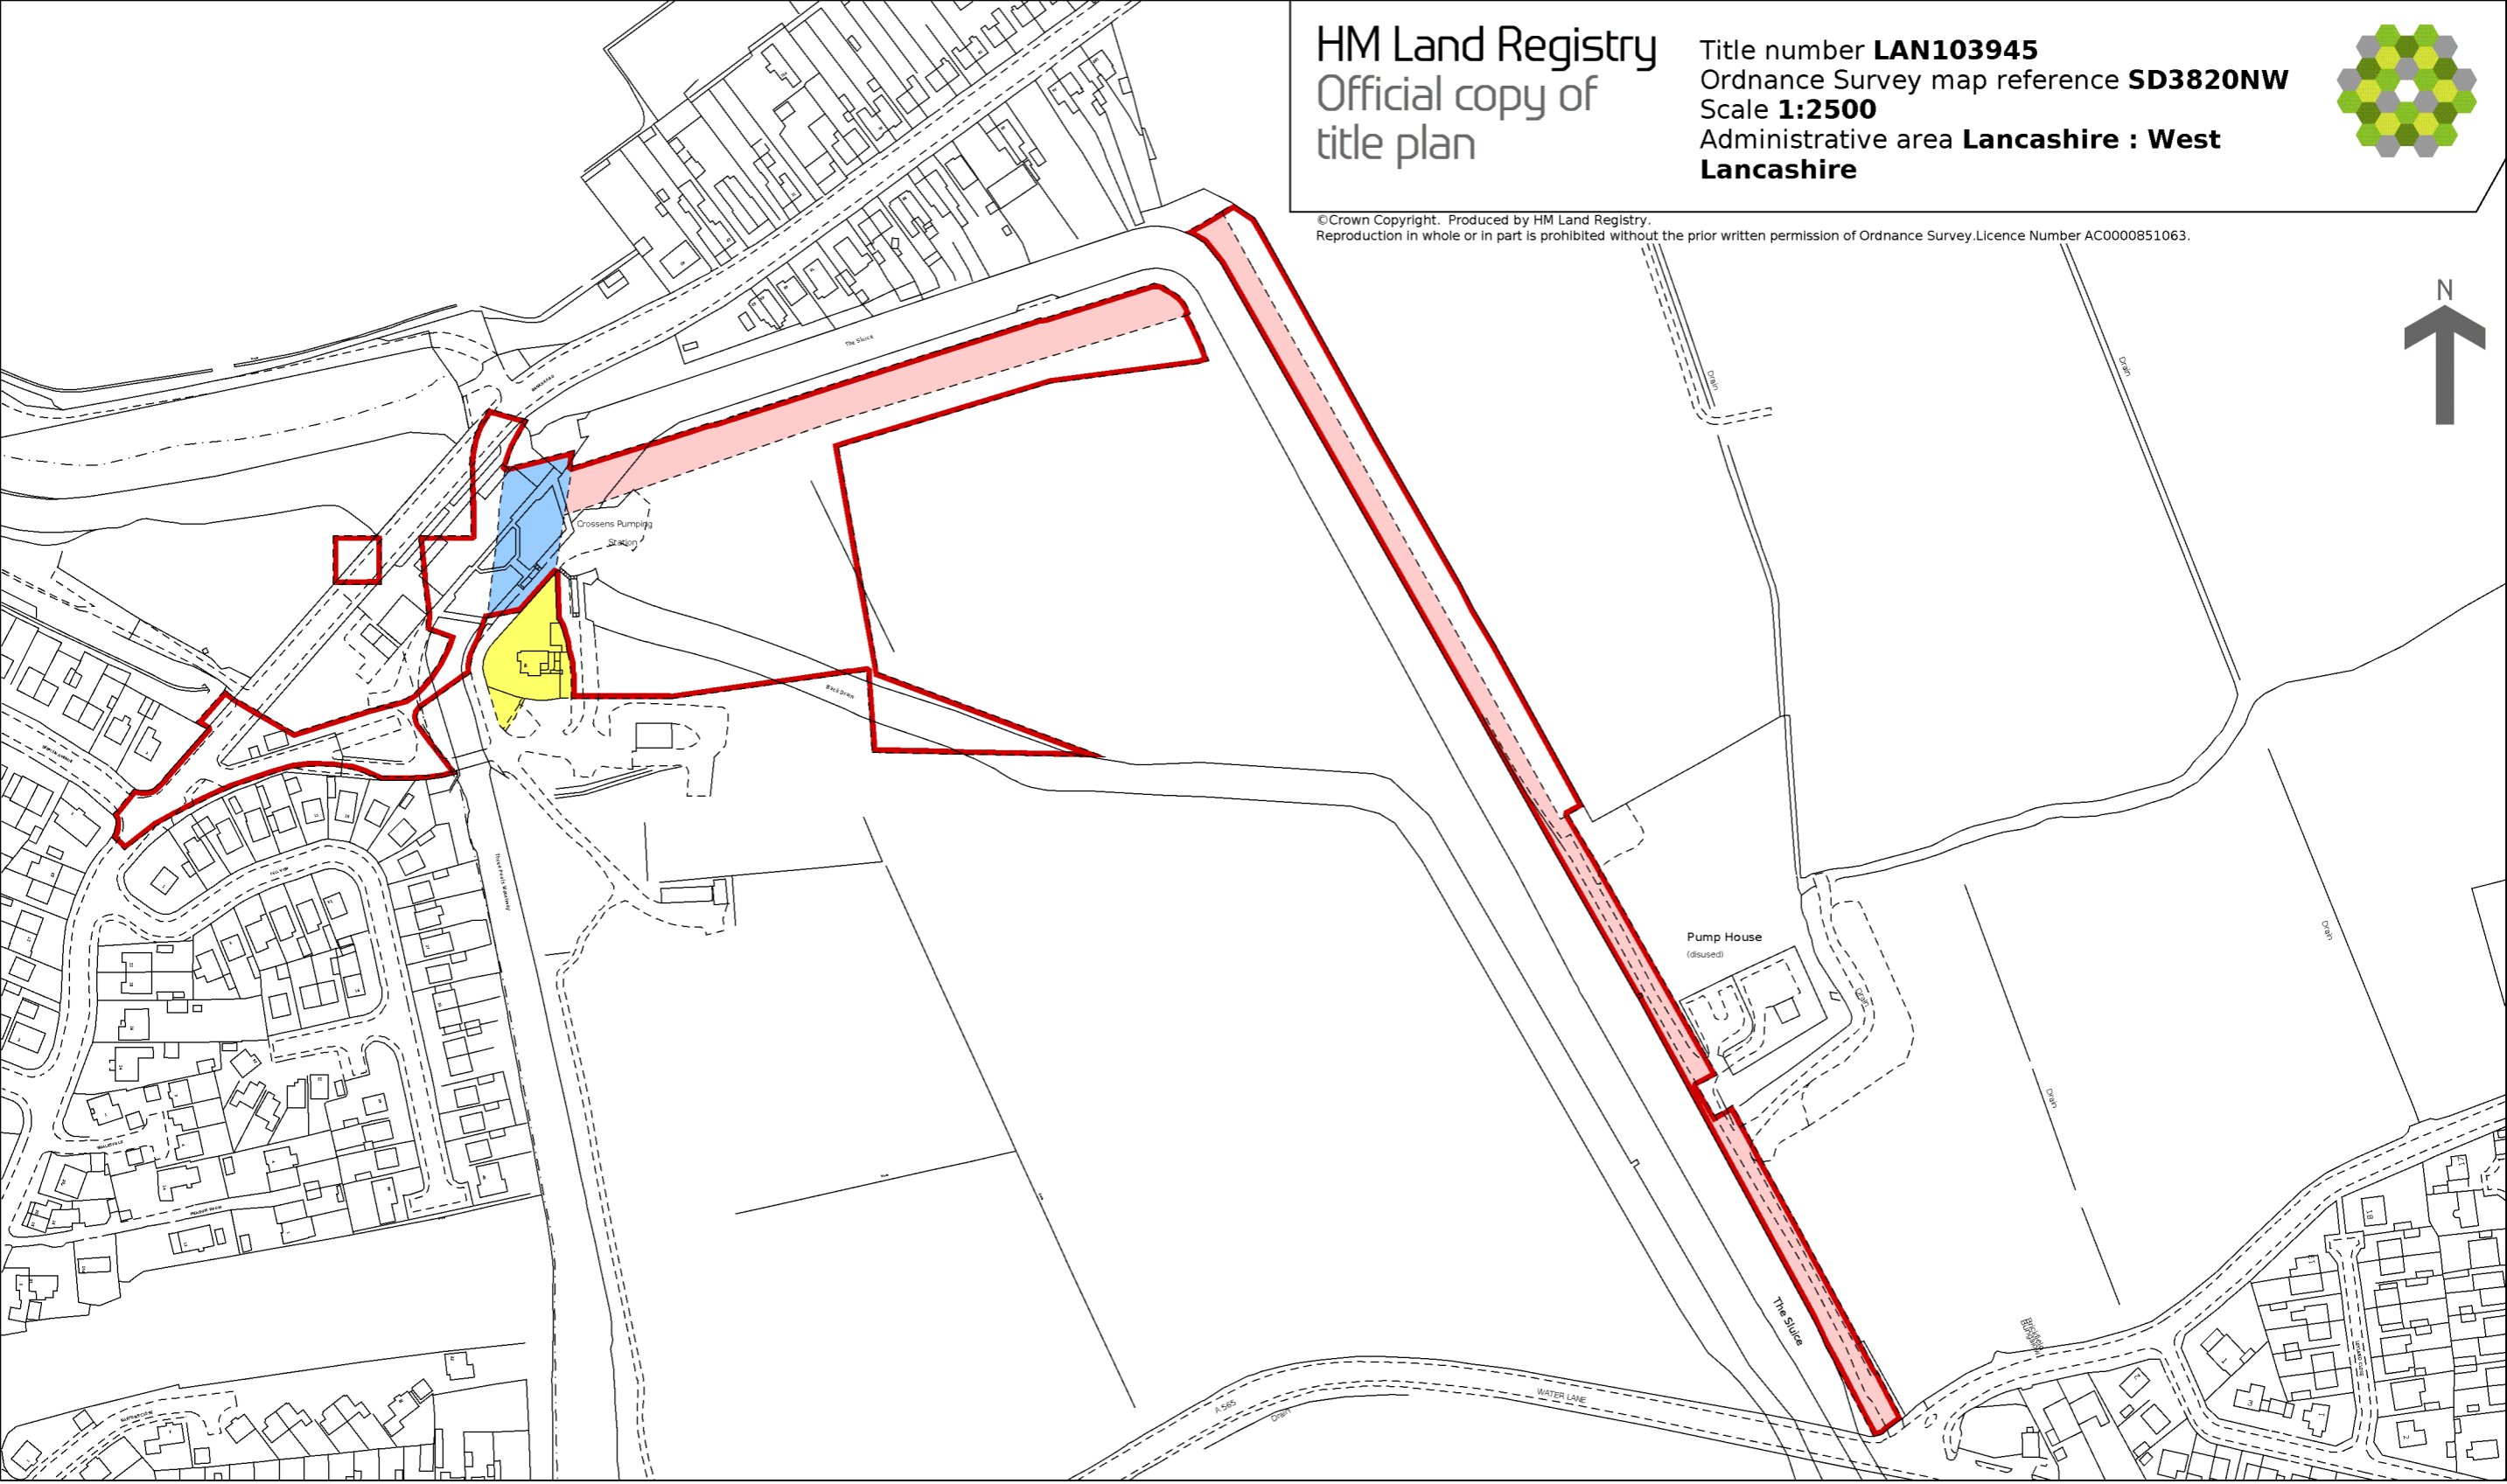 HM Land Registry
Official copy of
title plan
Title number LAN103945
Ordnance Survey map reference SD3820NW
Scale 1:2500
Administrative area Lancashire : West
Lancashire
©Crown Copyright. Produced by HM Land Registry.
Reproduction in whole or in part is prohibited without the prior written permission of Ordnance Survey.Licence Number AC0000851063.
N
The Sluice
Drain
Drain
Crossens Pumping
Station
Back Drain
Pump House
(disused)
Drain
Drain
Drain
The Sluice
WATER LANE
A 565
Drain